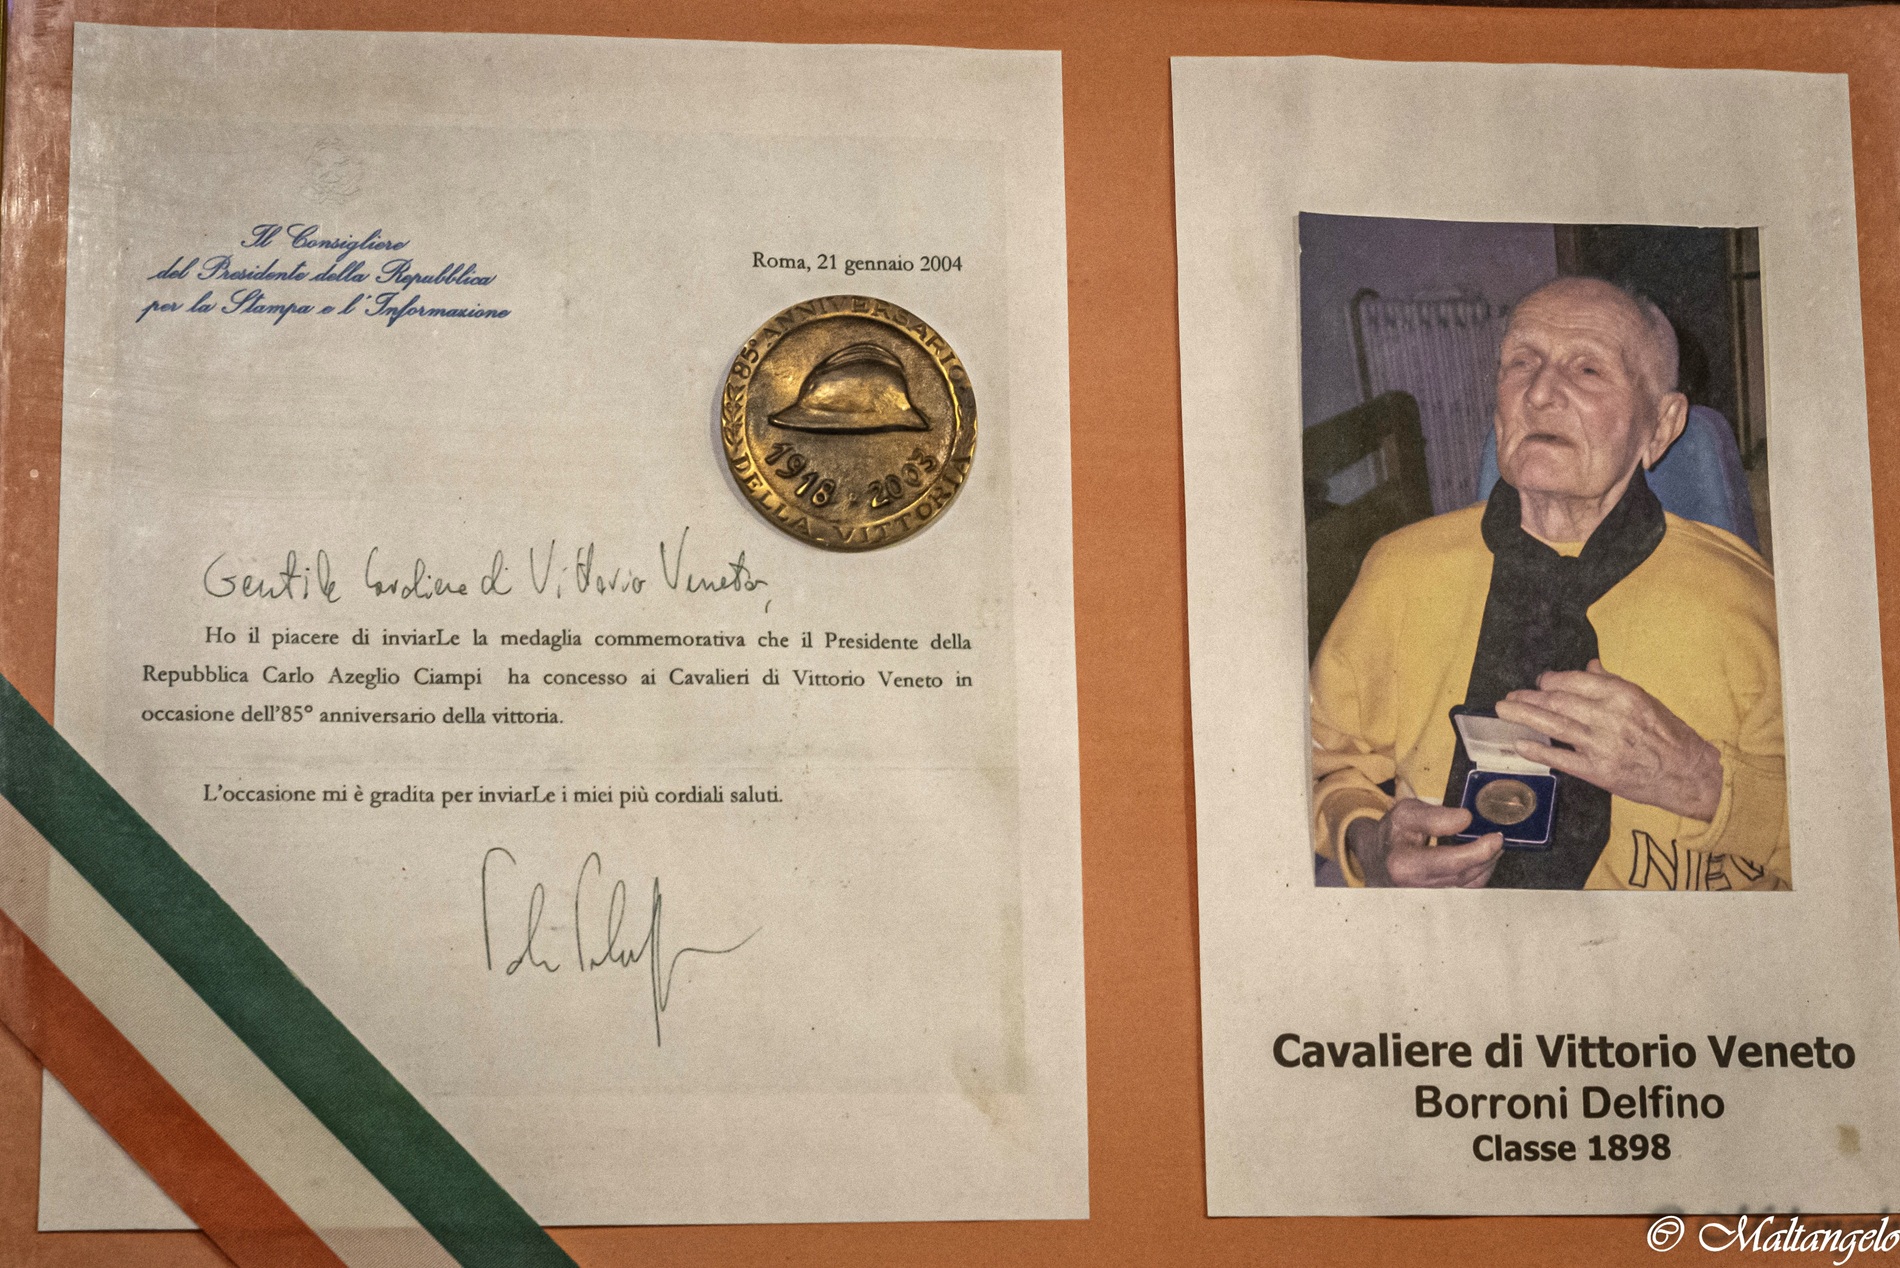 Il Consigliere
del Presidente della Repubblica
per la Stampa e l'Informazione
Roma, 21 gennaio 2004
85° ANNIVERSARIO
1918 - 2003
DELLA VITTORIA
Gentile Cavaliere di Vittorio Veneto,
Ho il piacere di inviarLe la medaglia commemorativa che il Presidente della
Repubblica Carlo Azeglio Ciampi ha concesso ai Cavalieri di Vittorio Veneto in
occasione dell'85° anniversario della vittoria.
L'occasione mi è gradita per inviarLe i miei più cordiali saluti.
Cavaliere di Vittorio Veneto
Borroni Delfino
Classe 1898
© Maltangelo